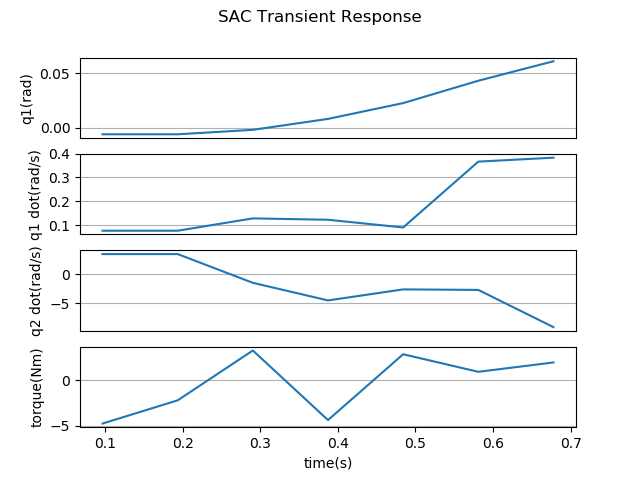 SAC Transient Response
q1(rad)
0.05
0.00
q1 dot(rad/s)
0.4
0.3
0.2
0.1
q2 dot(rad/s)
0
−5
torque(Nm)
0
−5
0.1 0.2 0.3 0.4 0.5 0.6 0.7
time(s)